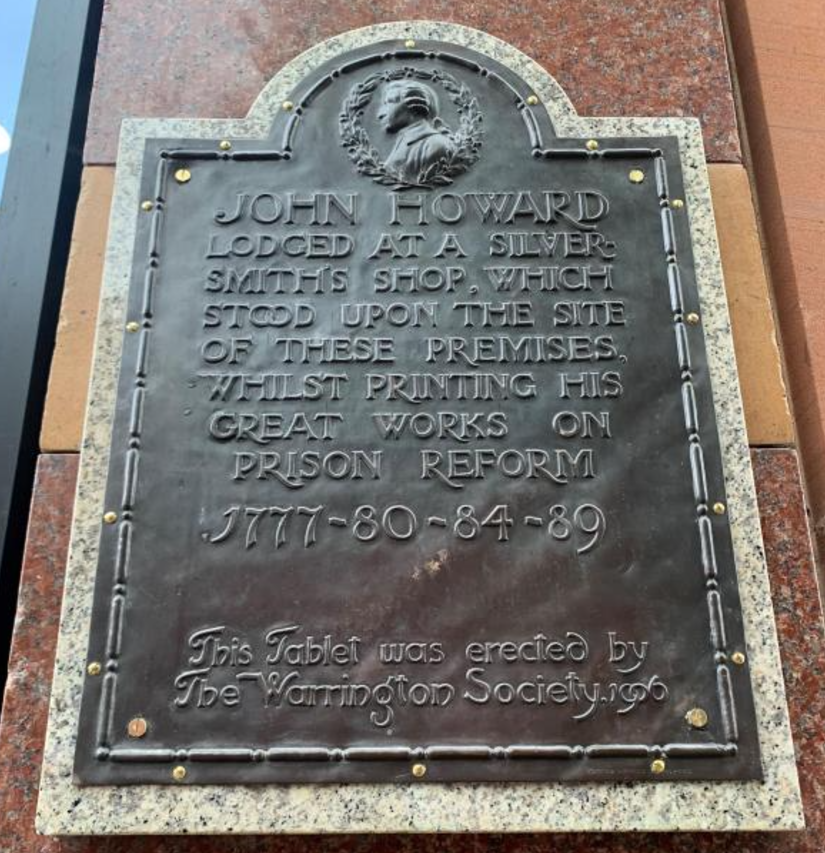 JOHN HOWARD
LODGED AT A SILVER-
SMITH'S SHOP, WHICH
STOOD UPON THE SITE
OF THESE PREMISES,
WHILST PRINTING HIS
GREAT WORKS ON
PRISON REFORM
1777-80-84-89
This Tablet was erected by
The Warrington Society. 1906